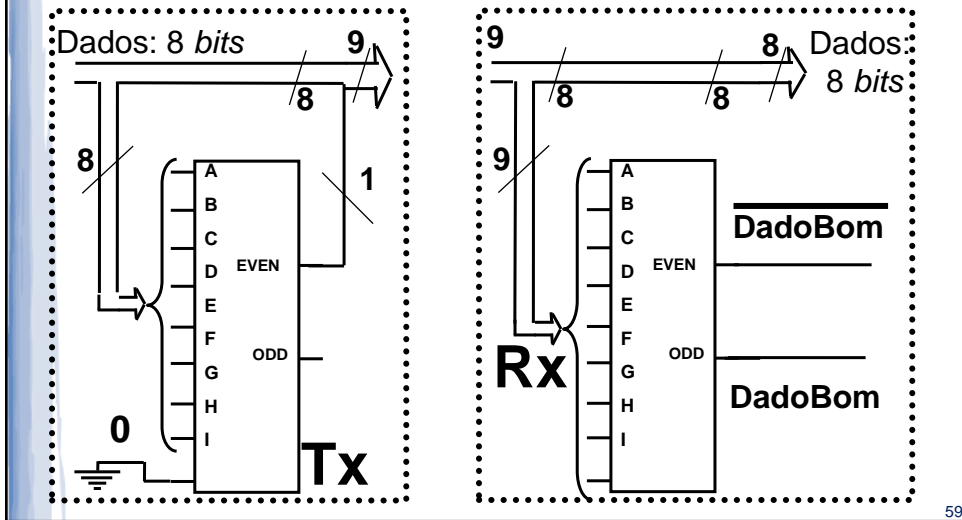 Dados: 8 bits
9
8
8
1
A
B
C
D
E
F
G
H
I
EVEN
ODD
0
Tx
9
8
Dados:
8 bits
8
8
9
A
B
C
D
E
F
G
H
I
EVEN
ODD
DadoBom
DadoBom
Rx
59